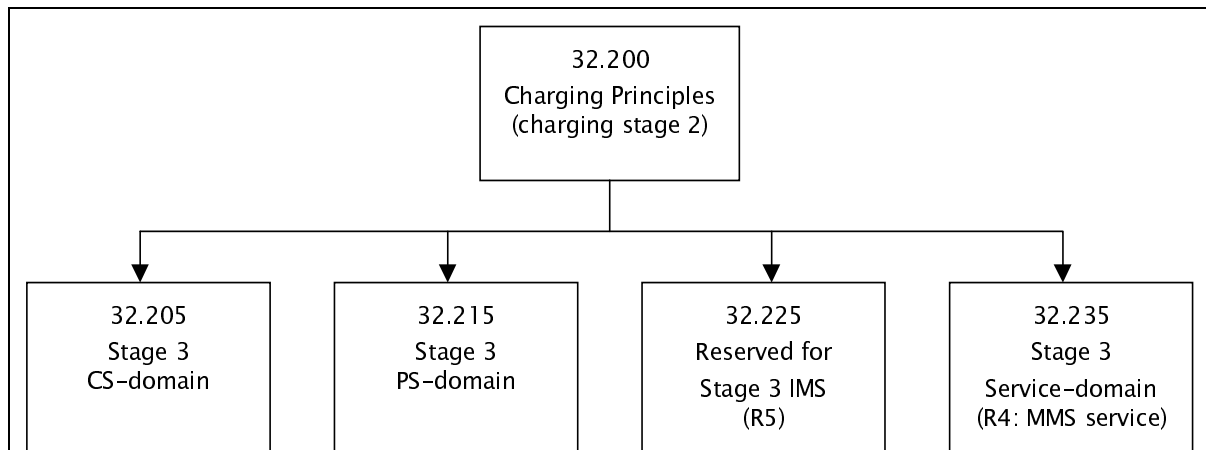 32.200
Charging Principles
(charging stage 2)
32.205
Stage 3
CS-domain
32.215
Stage 3
PS-domain
32.225
Reserved for
Stage 3 IMS
(R5)
32.235
Stage 3
Service-domain
(R4: MMS service)